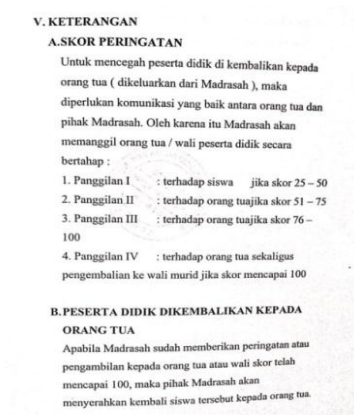 V. KETERANGAN
A.SKOR PERINGATAN
Untuk mencegah peserta didik di kembalikan kepada
orang tua ( dikeluarkan dari Madrasah ), maka
diperlukan komunikasi yang baik antara orang tua dan
pihak Madrasah. Oleh karena itu Madrasah akan
memanggil orang tua / wali peserta didik secara
bertahap :
1. Panggilan I : terhadap siswa jika skor 25 – 50
2. Panggilan II : terhadap orang tuajika skor 51 – 75
3. Panggilan III : terhadap orang tuajika skor 76 –
100
4. Panggilan IV : terhadap orang tua sekaligus
pengembalian ke wali murid jika skor mencapai 100
B.PESERTA DIDIK DIKEMBALIKAN KEPADA
ORANG TUA
Apabila Madrasah sudah memberikan peringatan atau
pengambilan kepada orang tua atau wali skor telah
mencapai 100, maka pihak Madrasah akan
menyerahkan kembali siswa tersebut kepada orang tua.